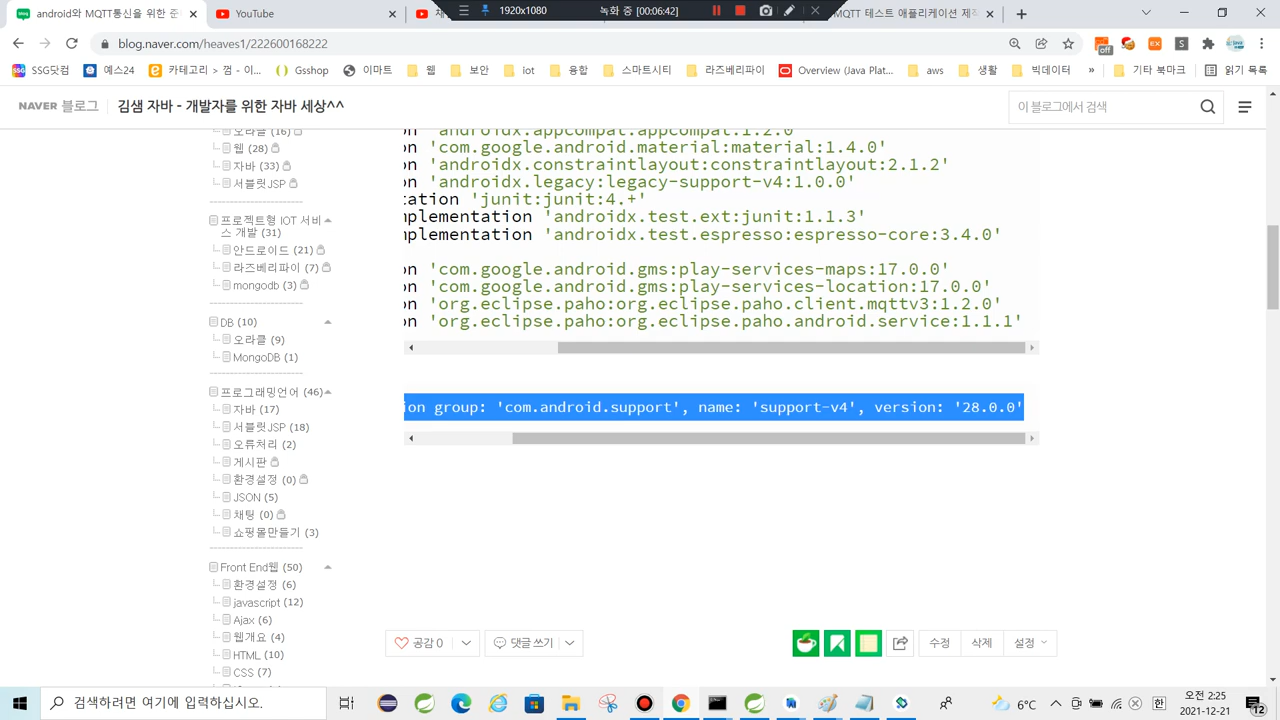 android와 MQTT통신을 위한 준
YouTube
1920x1080
녹화 중 [00:06:42]
MQTT 테스트 애플리케이션 제작
blog.naver.com/heaves1/222600168222
off
SSG닷컴
예스24
카테고리 > 껌 - 이...
Gsshop
이마트
웹
보안
iot
융합
스마트시티
라즈베리파이
Overview (Java Plat...
aws
생활
빅데이터
»
기타 북마크
읽기 목록
NAVER 블로그
김샘 자바 - 개발자를 위한 자바 세상^^
이 블로그에서 검색
오라클 (16)
웹 (28)
자바 (33)
서블릿JSP
프로젝트형 IOT 서비
스 개발 (31)
안드로이드 (21)
라즈베리파이 (7)
mongodb (3)
DB (10)
오라클 (9)
MongoDB (1)
프로그래밍언어 (46)
자바 (17)
서블릿JSP (18)
오류처리 (2)
게시판
환경설정 (0)
JSON (5)
채팅 (0)
쇼핑몰만들기 (3)
Front End웹 (50)
환경설정 (6)
javascript (12)
Ajax (6)
웹개요 (4)
HTML (10)
CSS (7)
on 'androidx.appcompat:appcompat:1.2.0'
on 'com.google.android.material:material:1.4.0'
on 'androidx.constraintlayout:constraintlayout:2.1.2'
on 'androidx.legacy:legacy-support-v4:1.0.0'
tation 'junit:junit:4.+'
mplementation 'androidx.test.ext:junit:1.1.3'
mplementation 'androidx.test.espresso:espresso-core:3.4.0'
on 'com.google.android.gms:play-services-maps:17.0.0'
on 'com.google.android.gms:play-services-location:17.0.0'
on 'org.eclipse.paho:org.eclipse.paho.client.mqttv3:1.2.0'
on 'org.eclipse.paho:org.eclipse.paho.android.service:1.1.1'
ion group: 'com.android.support', name: 'support-v4', version: '28.0.0'
공감 0
댓글 쓰기
수정
삭제
설정
검색하려면 여기에 입력하십시오.
6°C
한
오전 2:25
2021-12-21
12